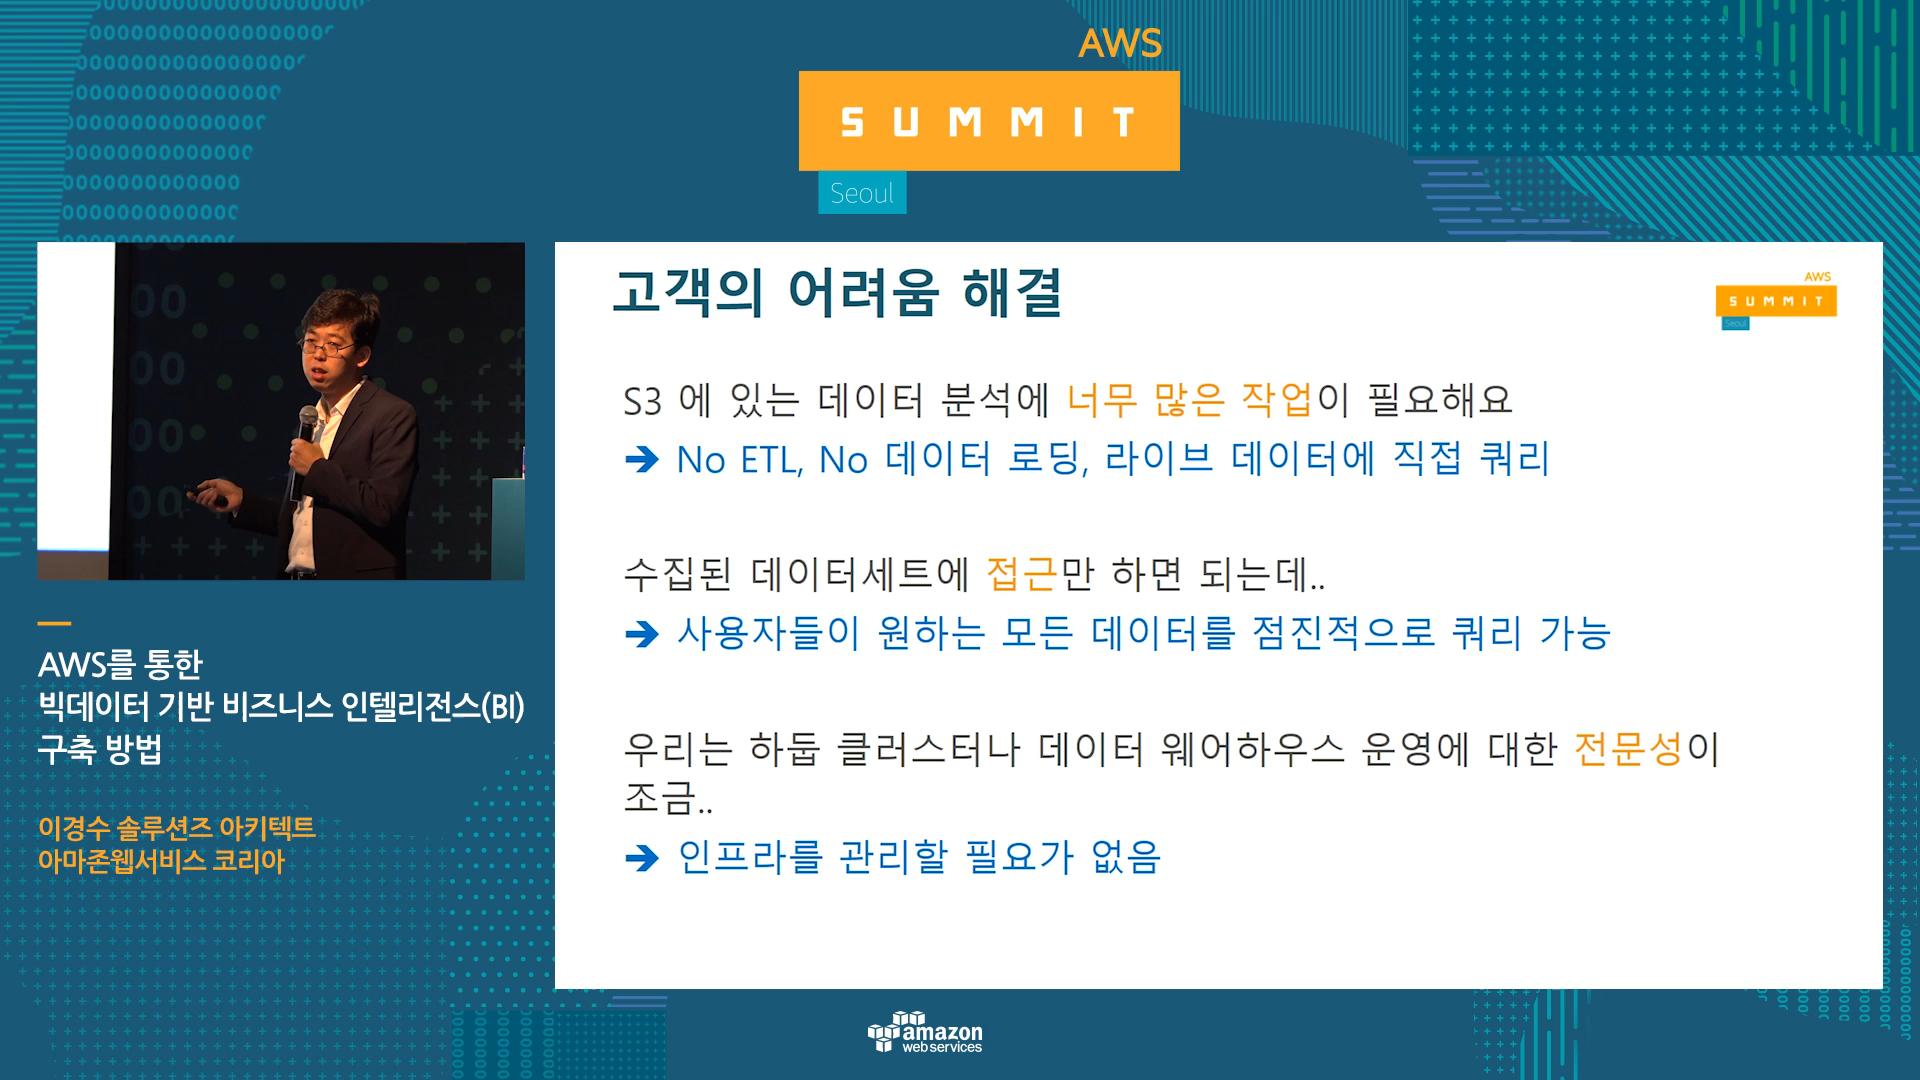 AWS
SUMMIT
Seoul
고객의 어려움 해결
AWS
SUMMIT
Seoul
S3 에 있는 데이터 분석에 너무 많은 작업이 필요해요
➔ No ETL, No 데이터 로딩, 라이브 데이터에 직접 쿼리
수집된 데이터세트에 접근만 하면 되는데..
➔ 사용자들이 원하는 모든 데이터를 점진적으로 쿼리 가능
우리는 하둡 클러스터나 데이터 웨어하우스 운영에 대한 전문성이
조금..
➔ 인프라를 관리할 필요가 없음
AWS를 통한
빅데이터 기반 비즈니스 인텔리전스(BI)
구축 방법
이경수 솔루션즈 아키텍트
아마존웹서비스 코리아
amazon
web services